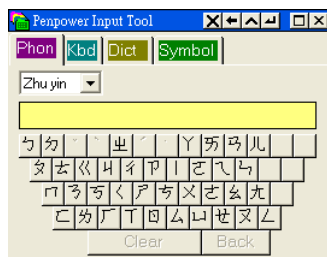 Penpower Input Tool
Phon Kbd Dict Symbol
Zhu yin
ㄅ ㄉ ˇ ˋ ㄓ ˊ ˙ ㄚ ㄞ ㄢ ㄦ
ㄆ ㄊ ㄍ ㄐ ㄔ ㄗ ㄧ ㄛ ㄟ ㄣ
ㄇ ㄋ ㄎ ㄑ ㄕ ㄘ ㄨ ㄜ ㄠ ㄤ
ㄈ ㄌ ㄏ ㄒ ㄖ ㄙ ㄩ ㄝ ㄡ ㄥ
Clear Back